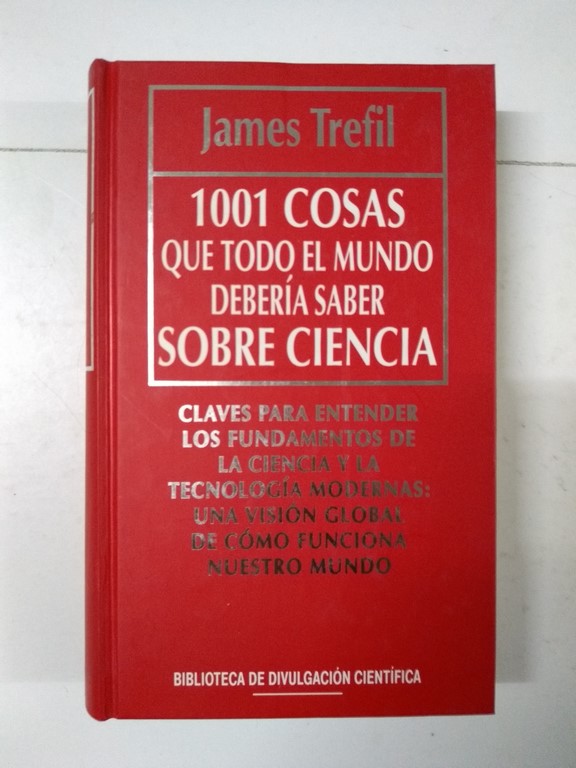 James Trefil
1001 COSAS
QUE TODO EL MUNDO
DEBERÍA SABER
SOBRE CIENCIA
CLAVES PARA ENTENDER
LOS FUNDAMENTOS DE
LA CIENCIA Y LA
TECNOLOGÍA MODERNAS:
UNA VISIÓN GLOBAL
DE CÓMO FUNCIONA
NUESTRO MUNDO
BIBLIOTECA DE DIVULGACIÓN CIENTÍFICA